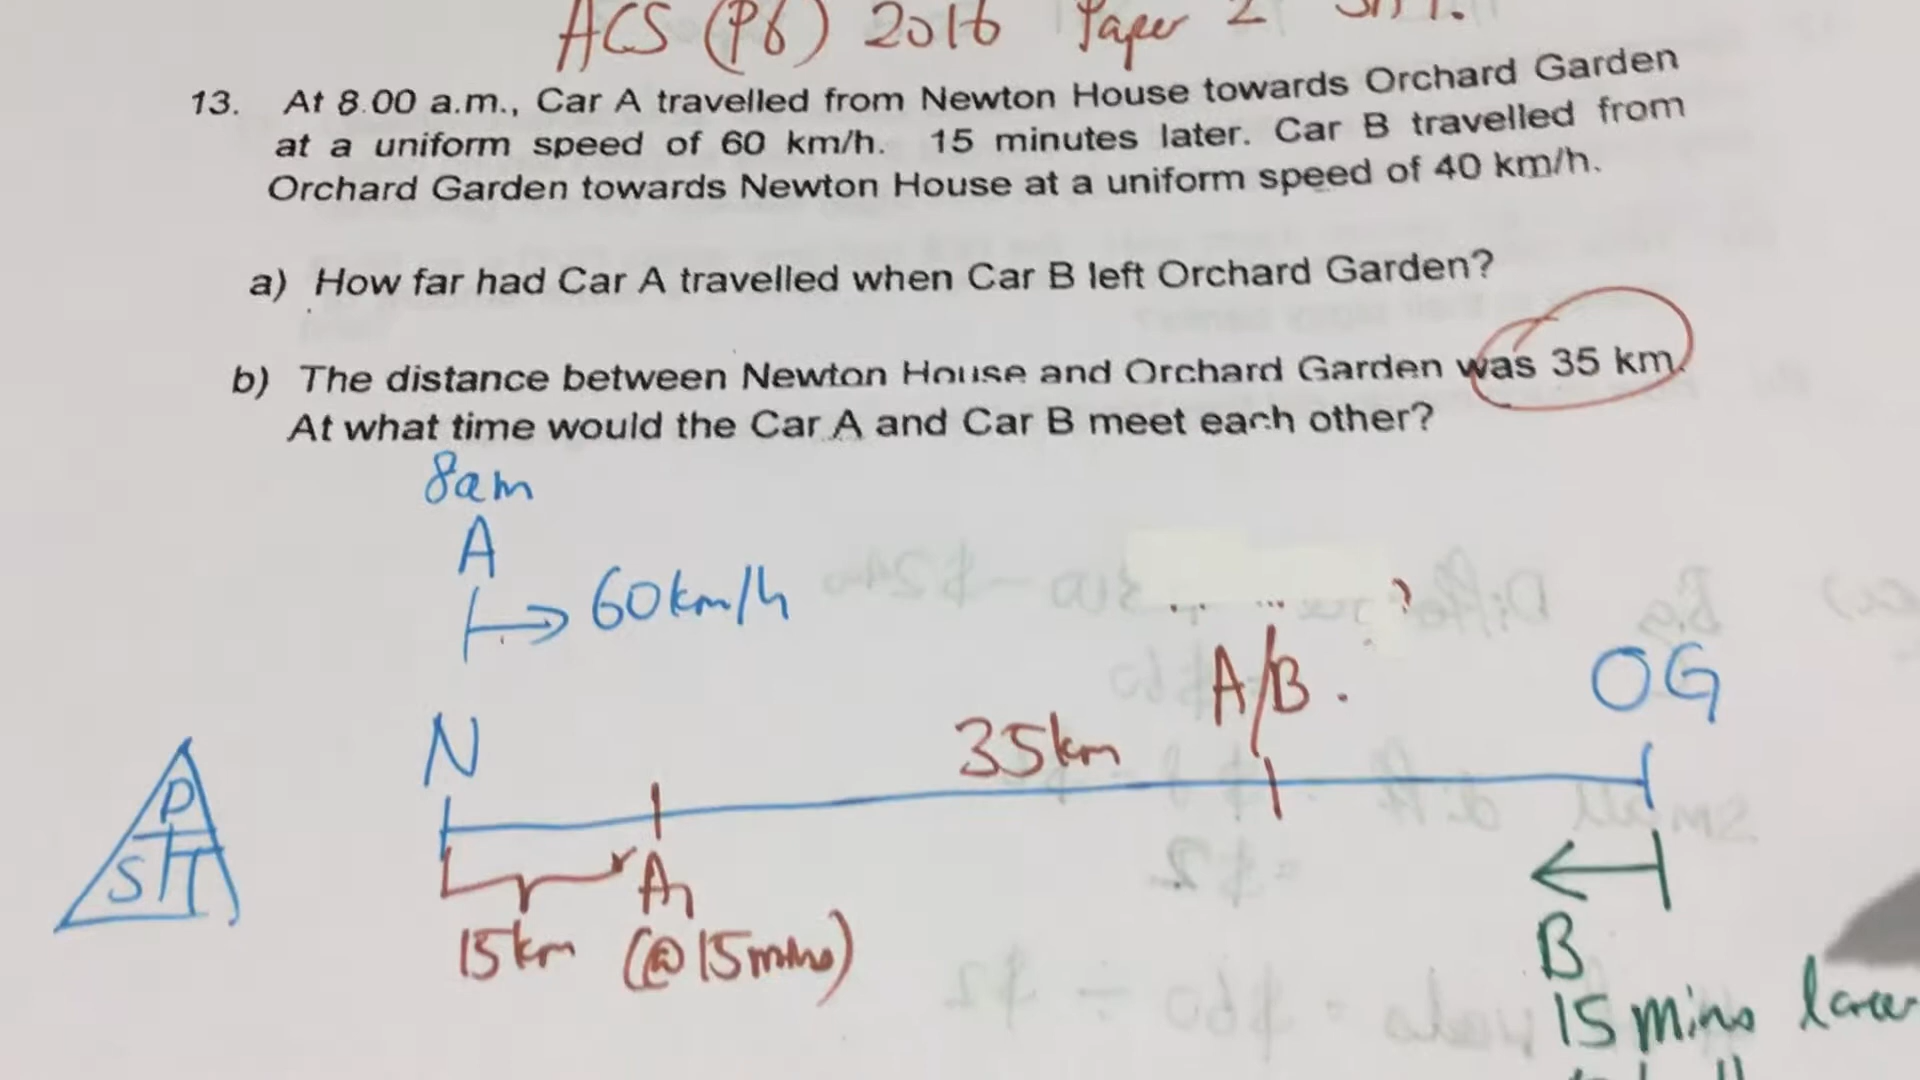 ACS (P6) 2016 Paper 2
13. At 8.00 a.m., Car A travelled from Newton House towards Orchard Garden
at a uniform speed of 60 km/h. 15 minutes later. Car B travelled from
Orchard Garden towards Newton House at a uniform speed of 40 km/h.
a) How far had Car A travelled when Car B left Orchard Garden?
b) The distance between Newton House and Orchard Garden was 35 km.
At what time would the Car A and Car B meet each other?
8am
A
60km/h
?
A/B.
OG
N
35km
D
S T
A
15km (@15mins)
B
15 mins later